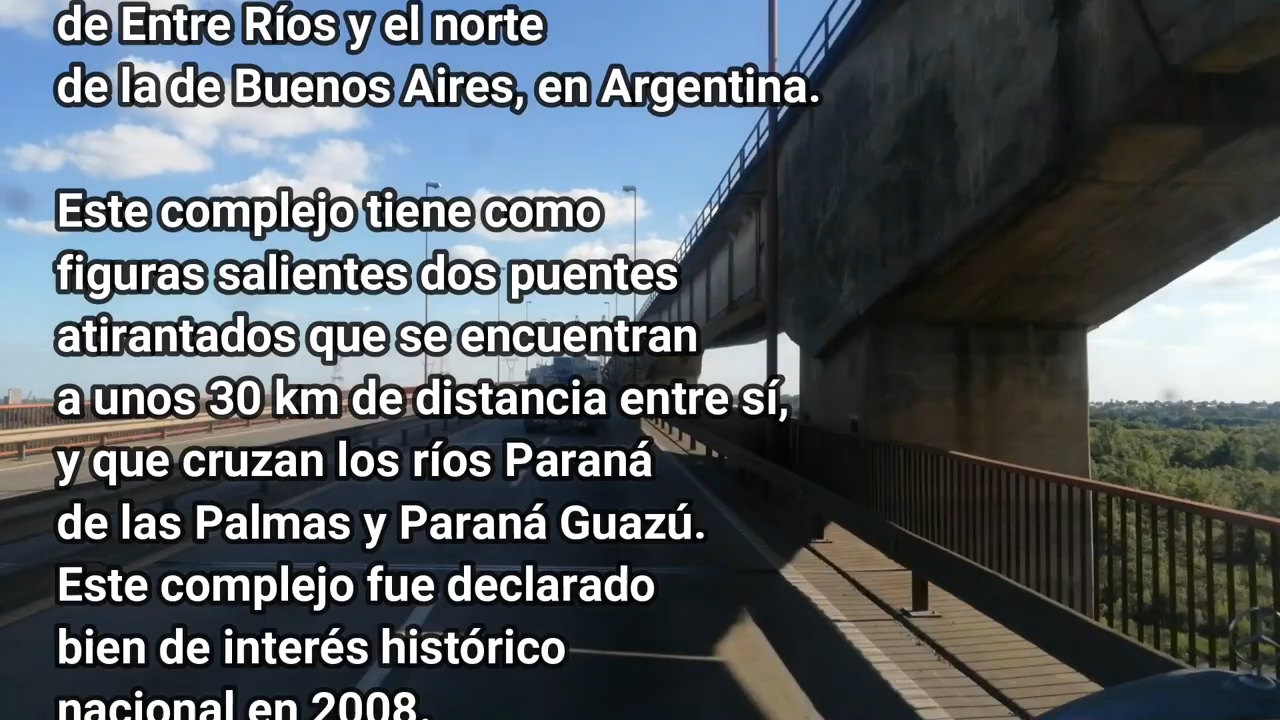 de Entre Ríos y el norte
de la de Buenos Aires, en Argentina.
Este complejo tiene como
figuras salientes dos puentes
atirantados que se encuentran
a unos 30 km de distancia entre sí,
y que cruzan los ríos Paraná
de las Palmas y Paraná Guazú.
Este complejo fue declarado
bien de interés histórico
nacional en 2008.